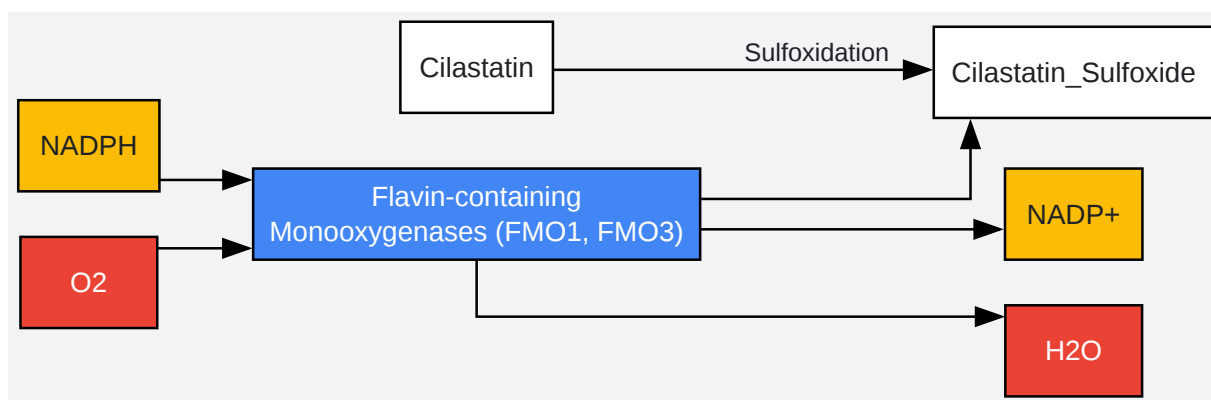 Cilastatin
Sulfoxidation
Cilastatin_Sulfoxide
NADPH
Flavin-containing
Monooxygenases (FMO1, FMO3)
NADP+
O2
H2O